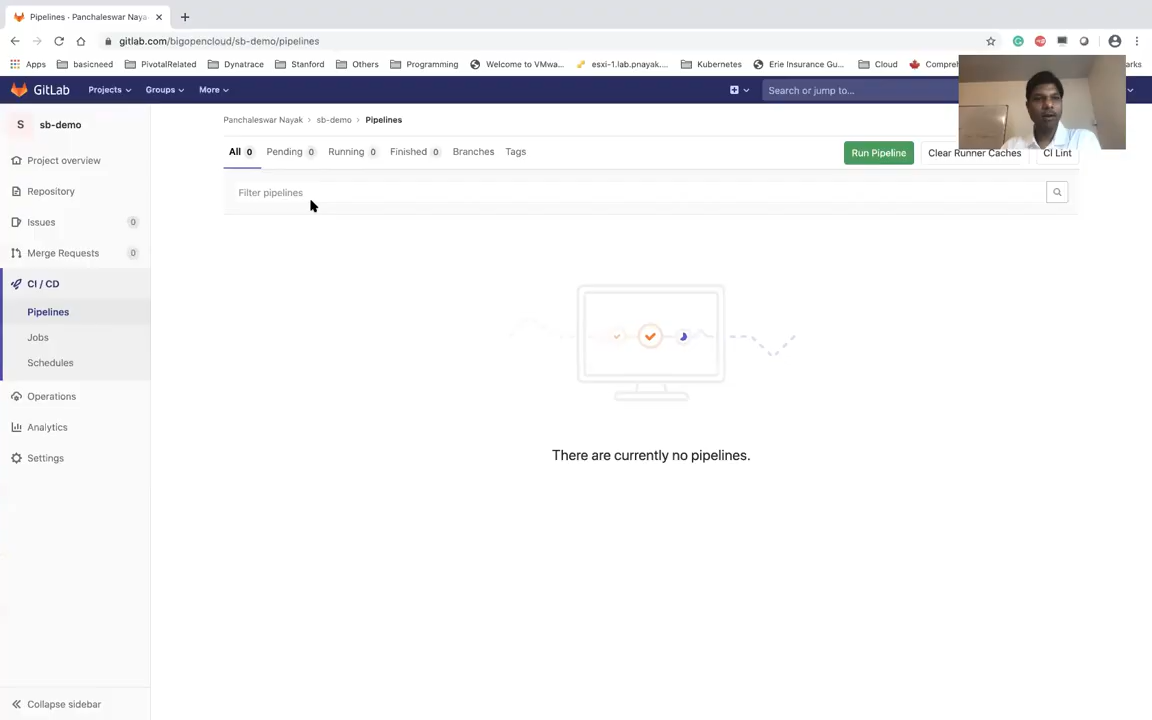 Pipelines · Panchaleswar Naya
gitlab.com/bigopencloud/sb-demo/pipelines
Apps basicneed PivotalRelated Dynatrace Stanford Others Programming Welcome to VMwa... esxi-1.lab.pnayak.... Kubernetes Erie Insurance Gu... Cloud Compreh
GitLab Projects Groups More Search or jump to...
S sb-demo
Panchaleswar Nayak > sb-demo > Pipelines
All 0 Pending 0 Running 0 Finished 0 Branches Tags Run Pipeline Clear Runner Caches CI Lint
Filter pipelines
Project overview
Repository
Issues 0
Merge Requests 0
CI / CD
Pipelines
Jobs
Schedules
Operations
Analytics
Settings
There are currently no pipelines.
Collapse sidebar